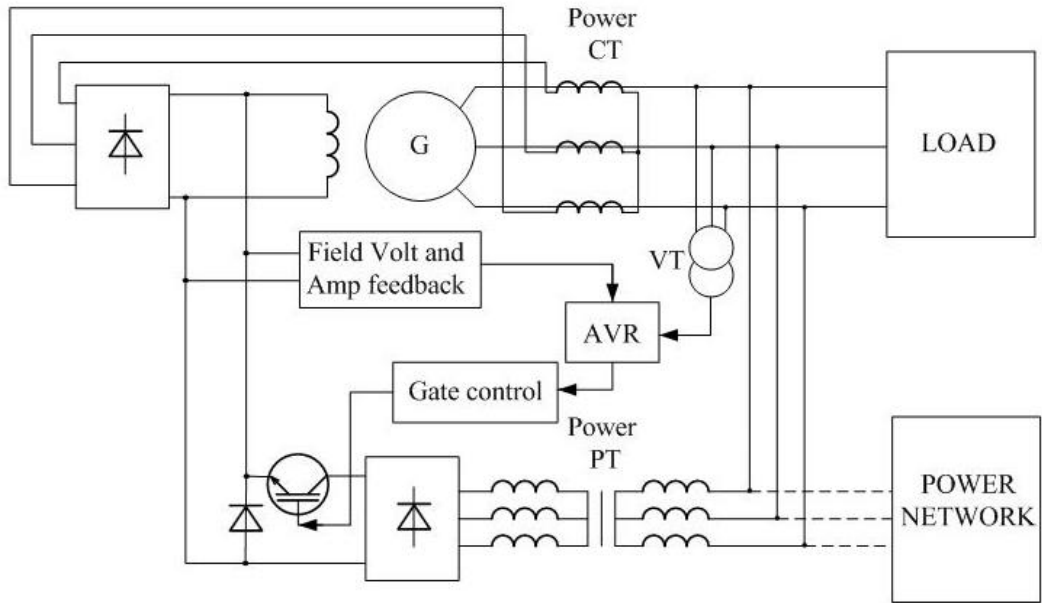 Power
CT
LOAD
G
Field Volt and
Amp feedback
VT
AVR
Gate control
Power
PT
POWER
NETWORK